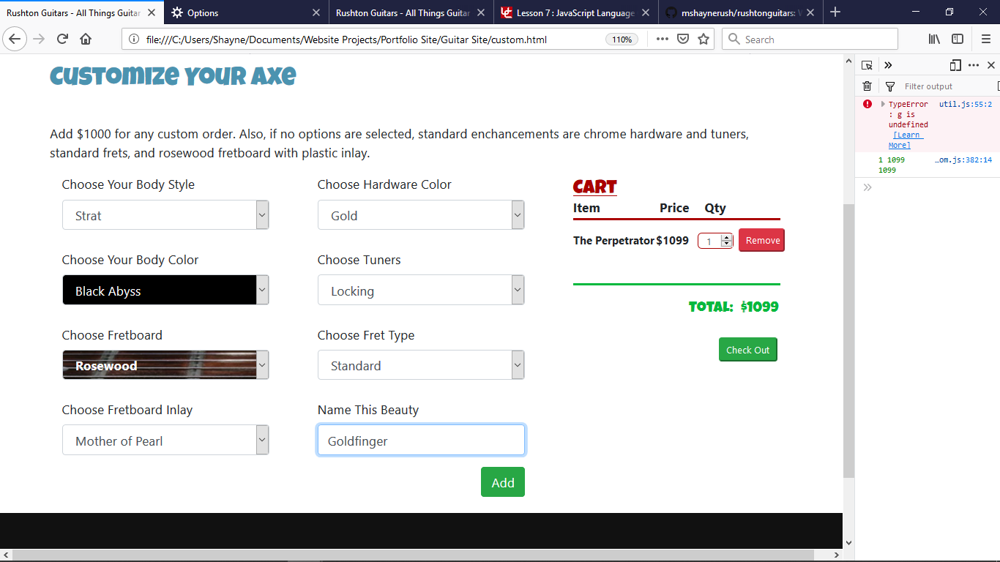 Rushton Guitars - All Things Guitar
Options
Rushton Guitars - All Things Guitar
Lesson 7 : JavaScript Language
mshaynerush/rushtonguitars: W
file:///C:/Users/Shayne/Documents/Website Projects/Portfolio Site/Guitar Site/custom.html
110%
Search
Customize Your Axe
Add $1000 for any custom order. Also, if no options are selected, standard enchancements are chrome hardware and tuners,
standard frets, and rosewood fretboard with plastic inlay.
Choose Your Body Style
Strat
Choose Your Body Color
Black Abyss
Choose Fretboard
Rosewood
Choose Fretboard Inlay
Mother of Pearl
Choose Hardware Color
Gold
Choose Tuners
Locking
Choose Fret Type
Standard
Name This Beauty
Goldfinger
Add
CART
Item Price Qty
The Perpetrator $1099 1 Remove
TOTAL: $1099
Check Out
Filter output
TypeError util.js:55:2
: g is
undefined
[Learn
More]
1 1099 …om.js:382:14
1099